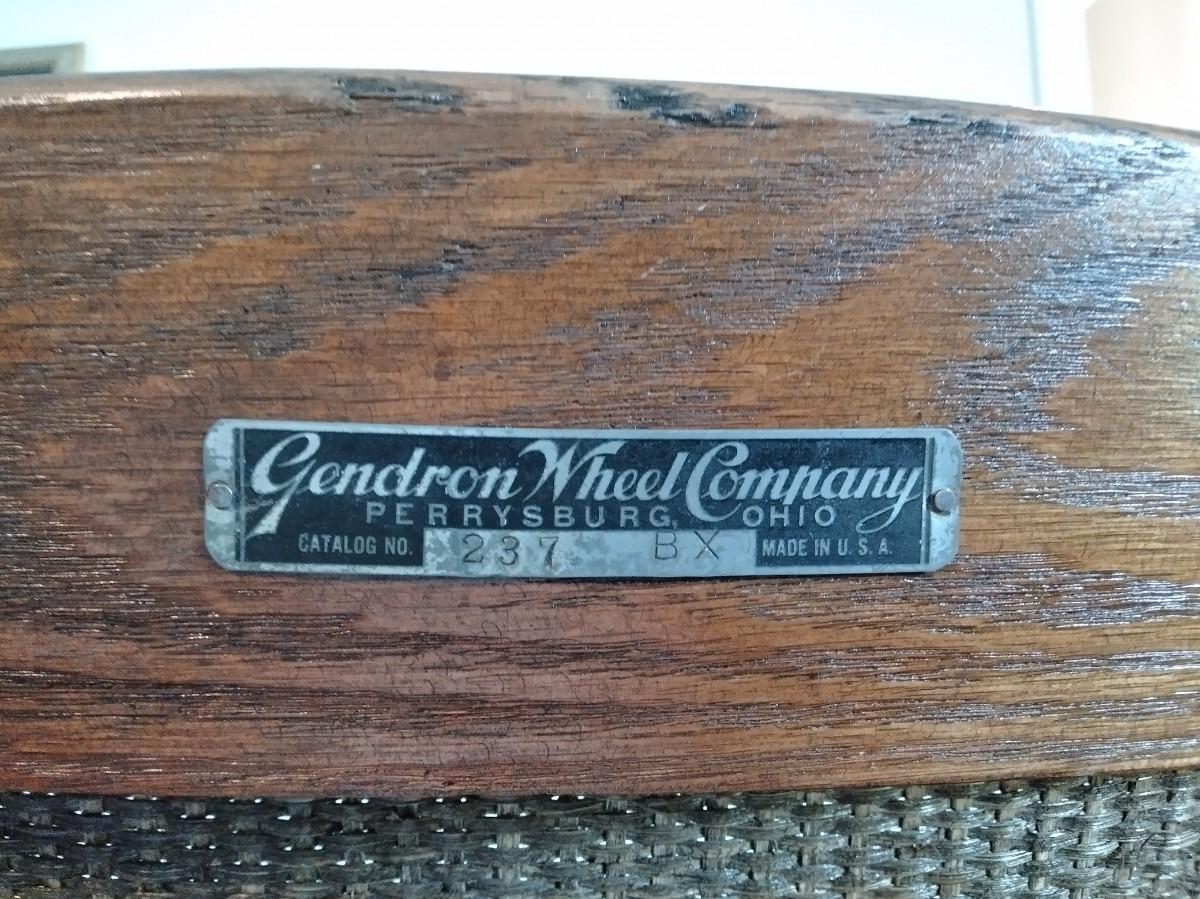 Gendron Wheel Company
PERRYSBURG, OHIO
CATALOG NO. 237 BX MADE IN U.S.A.